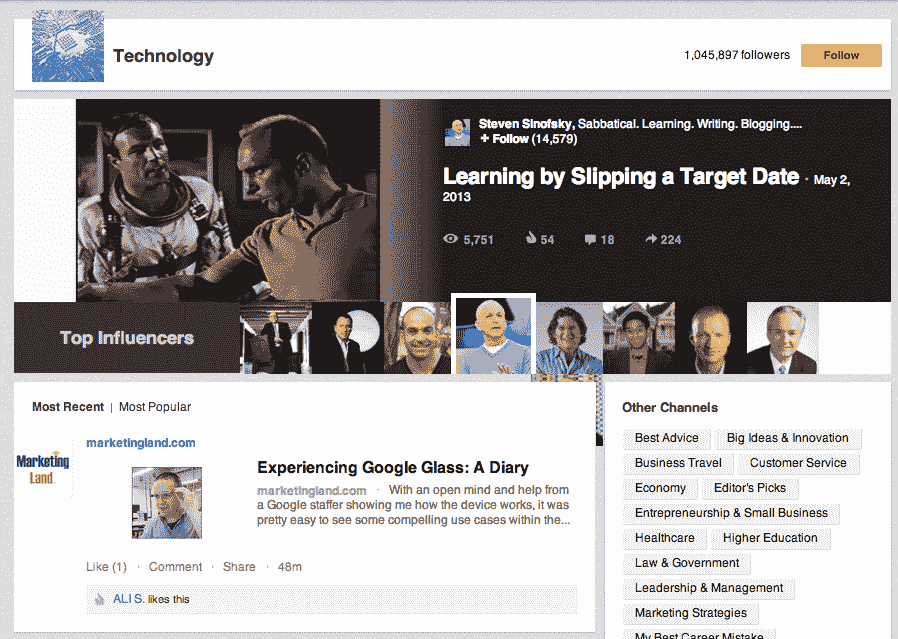 Technology
1,045,897 followers
Follow
Steven Sinofsky, Sabbatical. Learning. Writing. Blogging....
+ Follow (14,579)
Learning by Slipping a Target Date · May 2,
2013
5,751 54 18 224
Top Influencers
Most Recent | Most Popular
marketingland.com
Marketing
Land
Experiencing Google Glass: A Diary
marketingland.com · With an open mind and help from
a Google staffer showing me how the device works, it was
pretty easy to see some compelling use cases within the...
Like (1) · Comment · Share · 48m
ALI S. likes this
Other Channels
Best Advice Big Ideas & Innovation
Business Travel Customer Service
Economy Editor's Picks
Entrepreneurship & Small Business
Healthcare Higher Education
Law & Government
Leadership & Management
Marketing Strategies
My Best Career Mistake